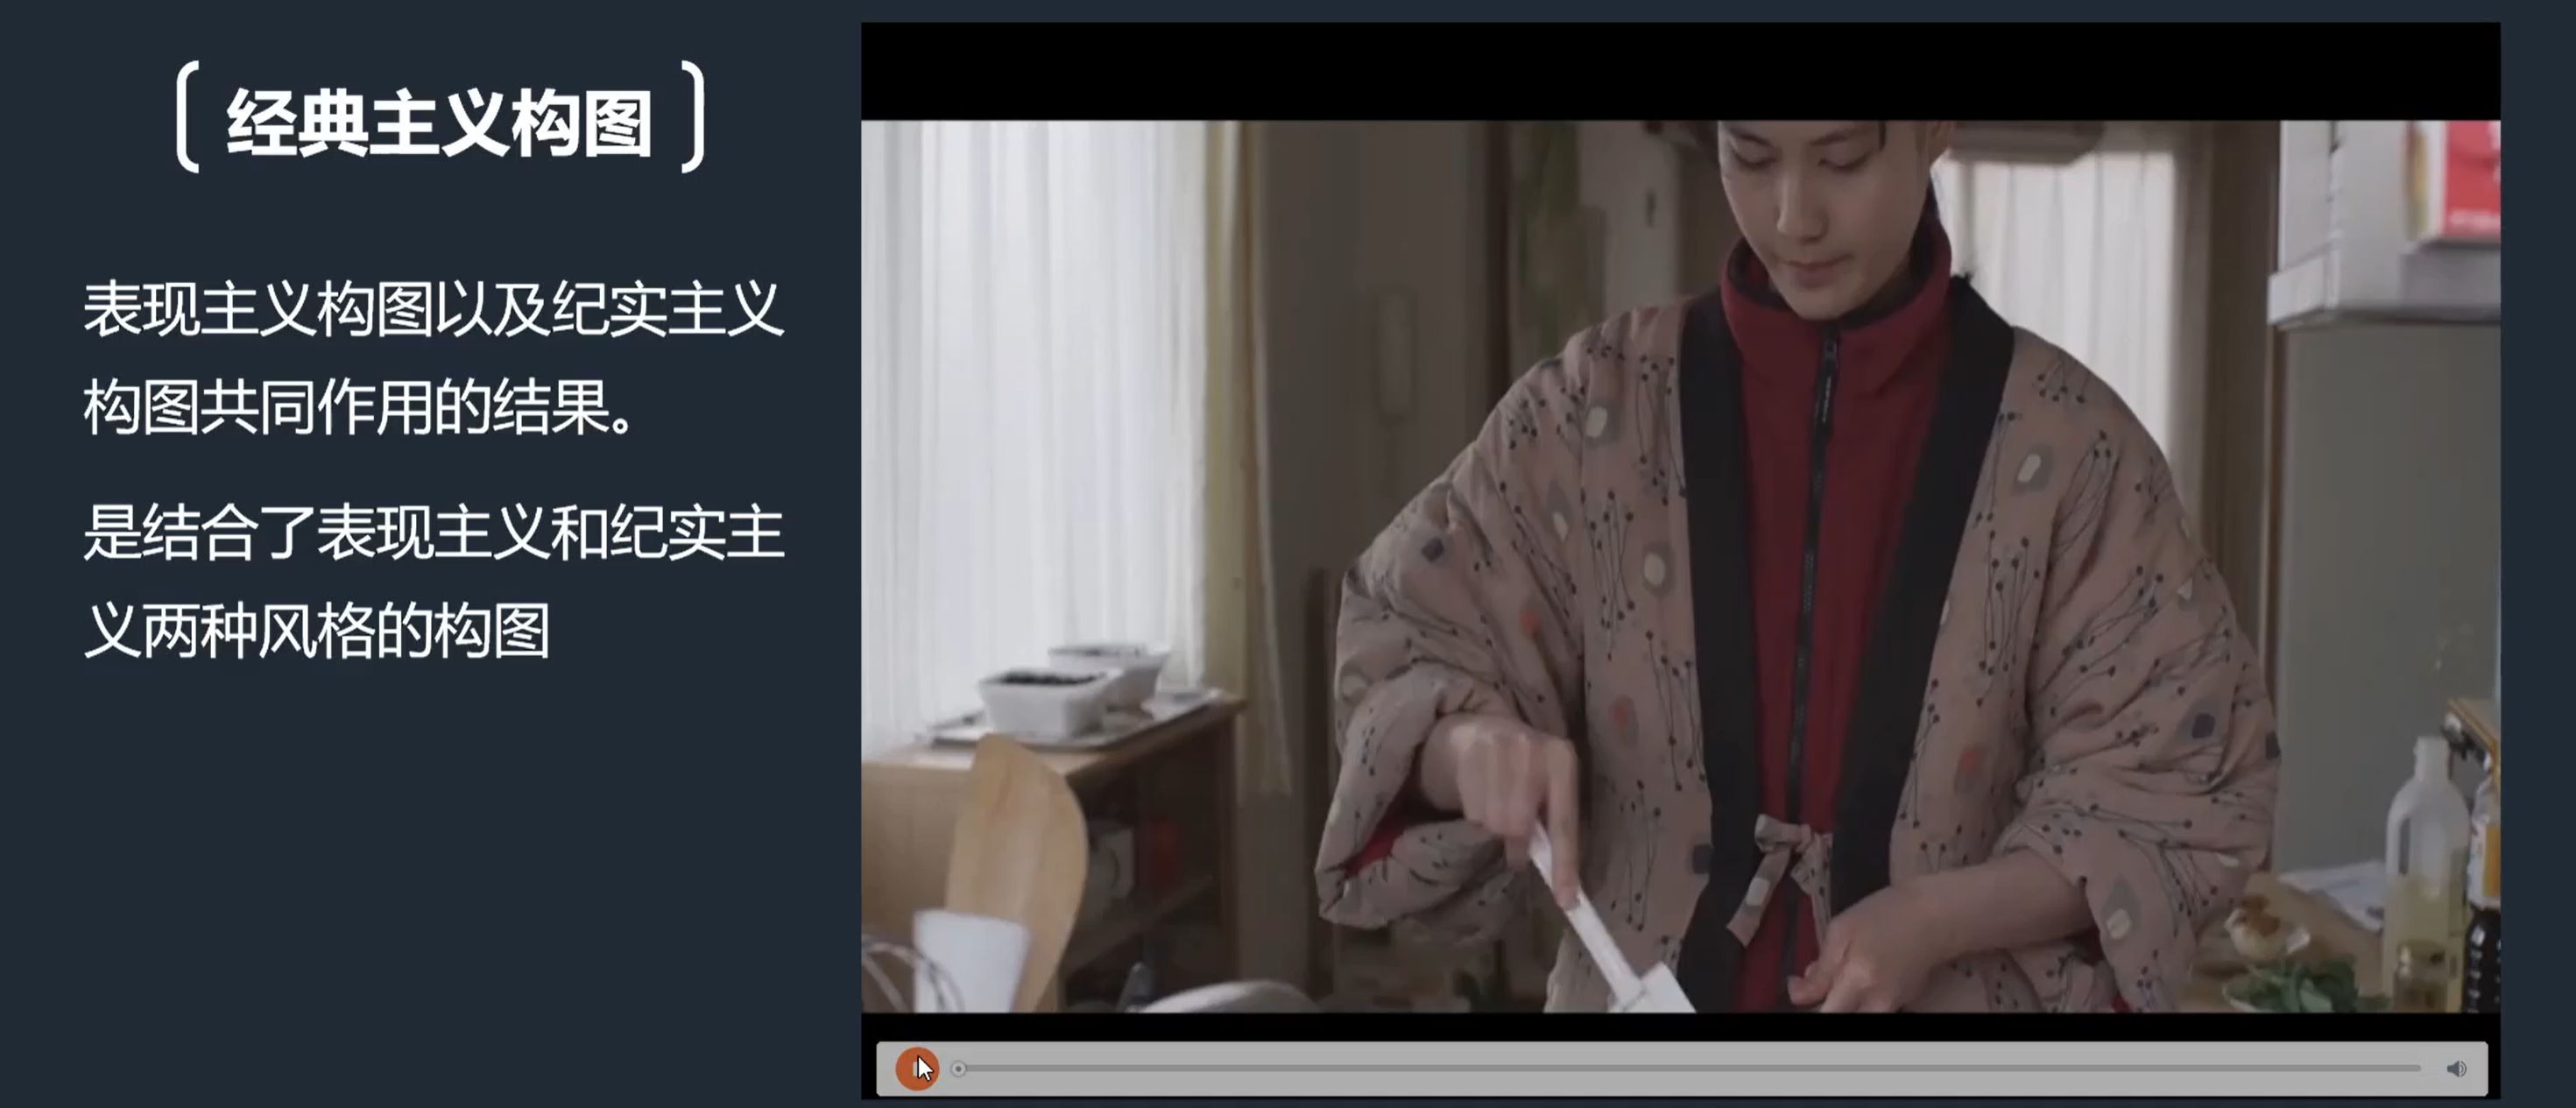 经典主义构图
表现主义构图以及纪实主义
构图共同作用的结果。
是结合了表现主义和纪实主
义两种风格的构图